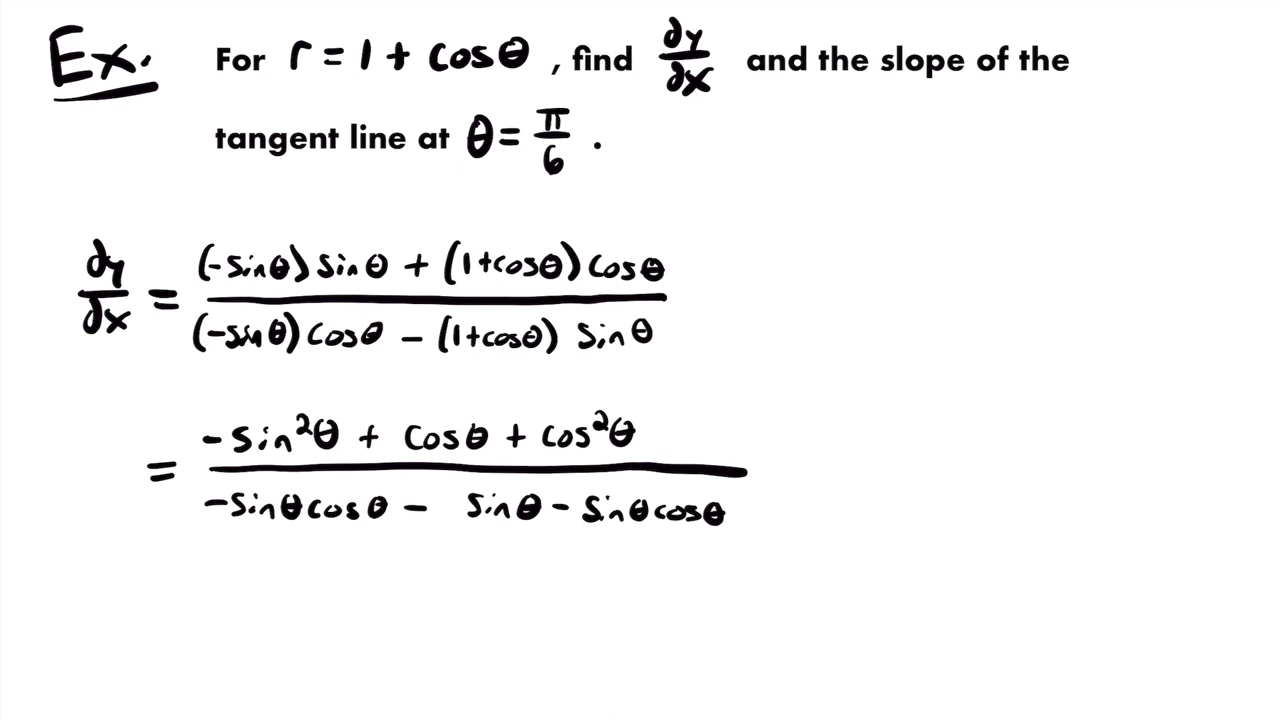 Ex. For r = 1 + cosθ , find dy/dx and the slope of the
tangent line at θ = π/6 .
dy/dx = ((-sinθ) sinθ + (1+cosθ) cosθ)/((-sinθ) cosθ - (1+cosθ) sinθ)
= (-sin²θ + cosθ + cos²θ)/(-sinθcosθ - sinθ - sinθcosθ)